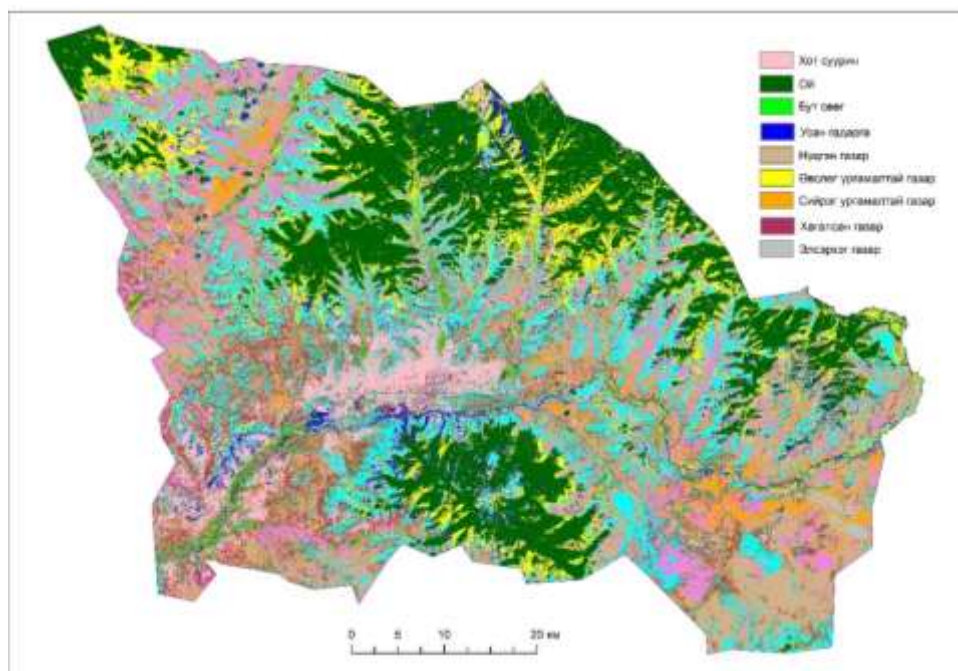 Хот суурин
Ой
Бут сөөг
Усан гадарга
Нүцгэн газар
Өвслөг ургамалтай газар
Сийрэг ургамалтай газар
Хагалсан газар
Элсэрхэг газар
0 5 10 20 км